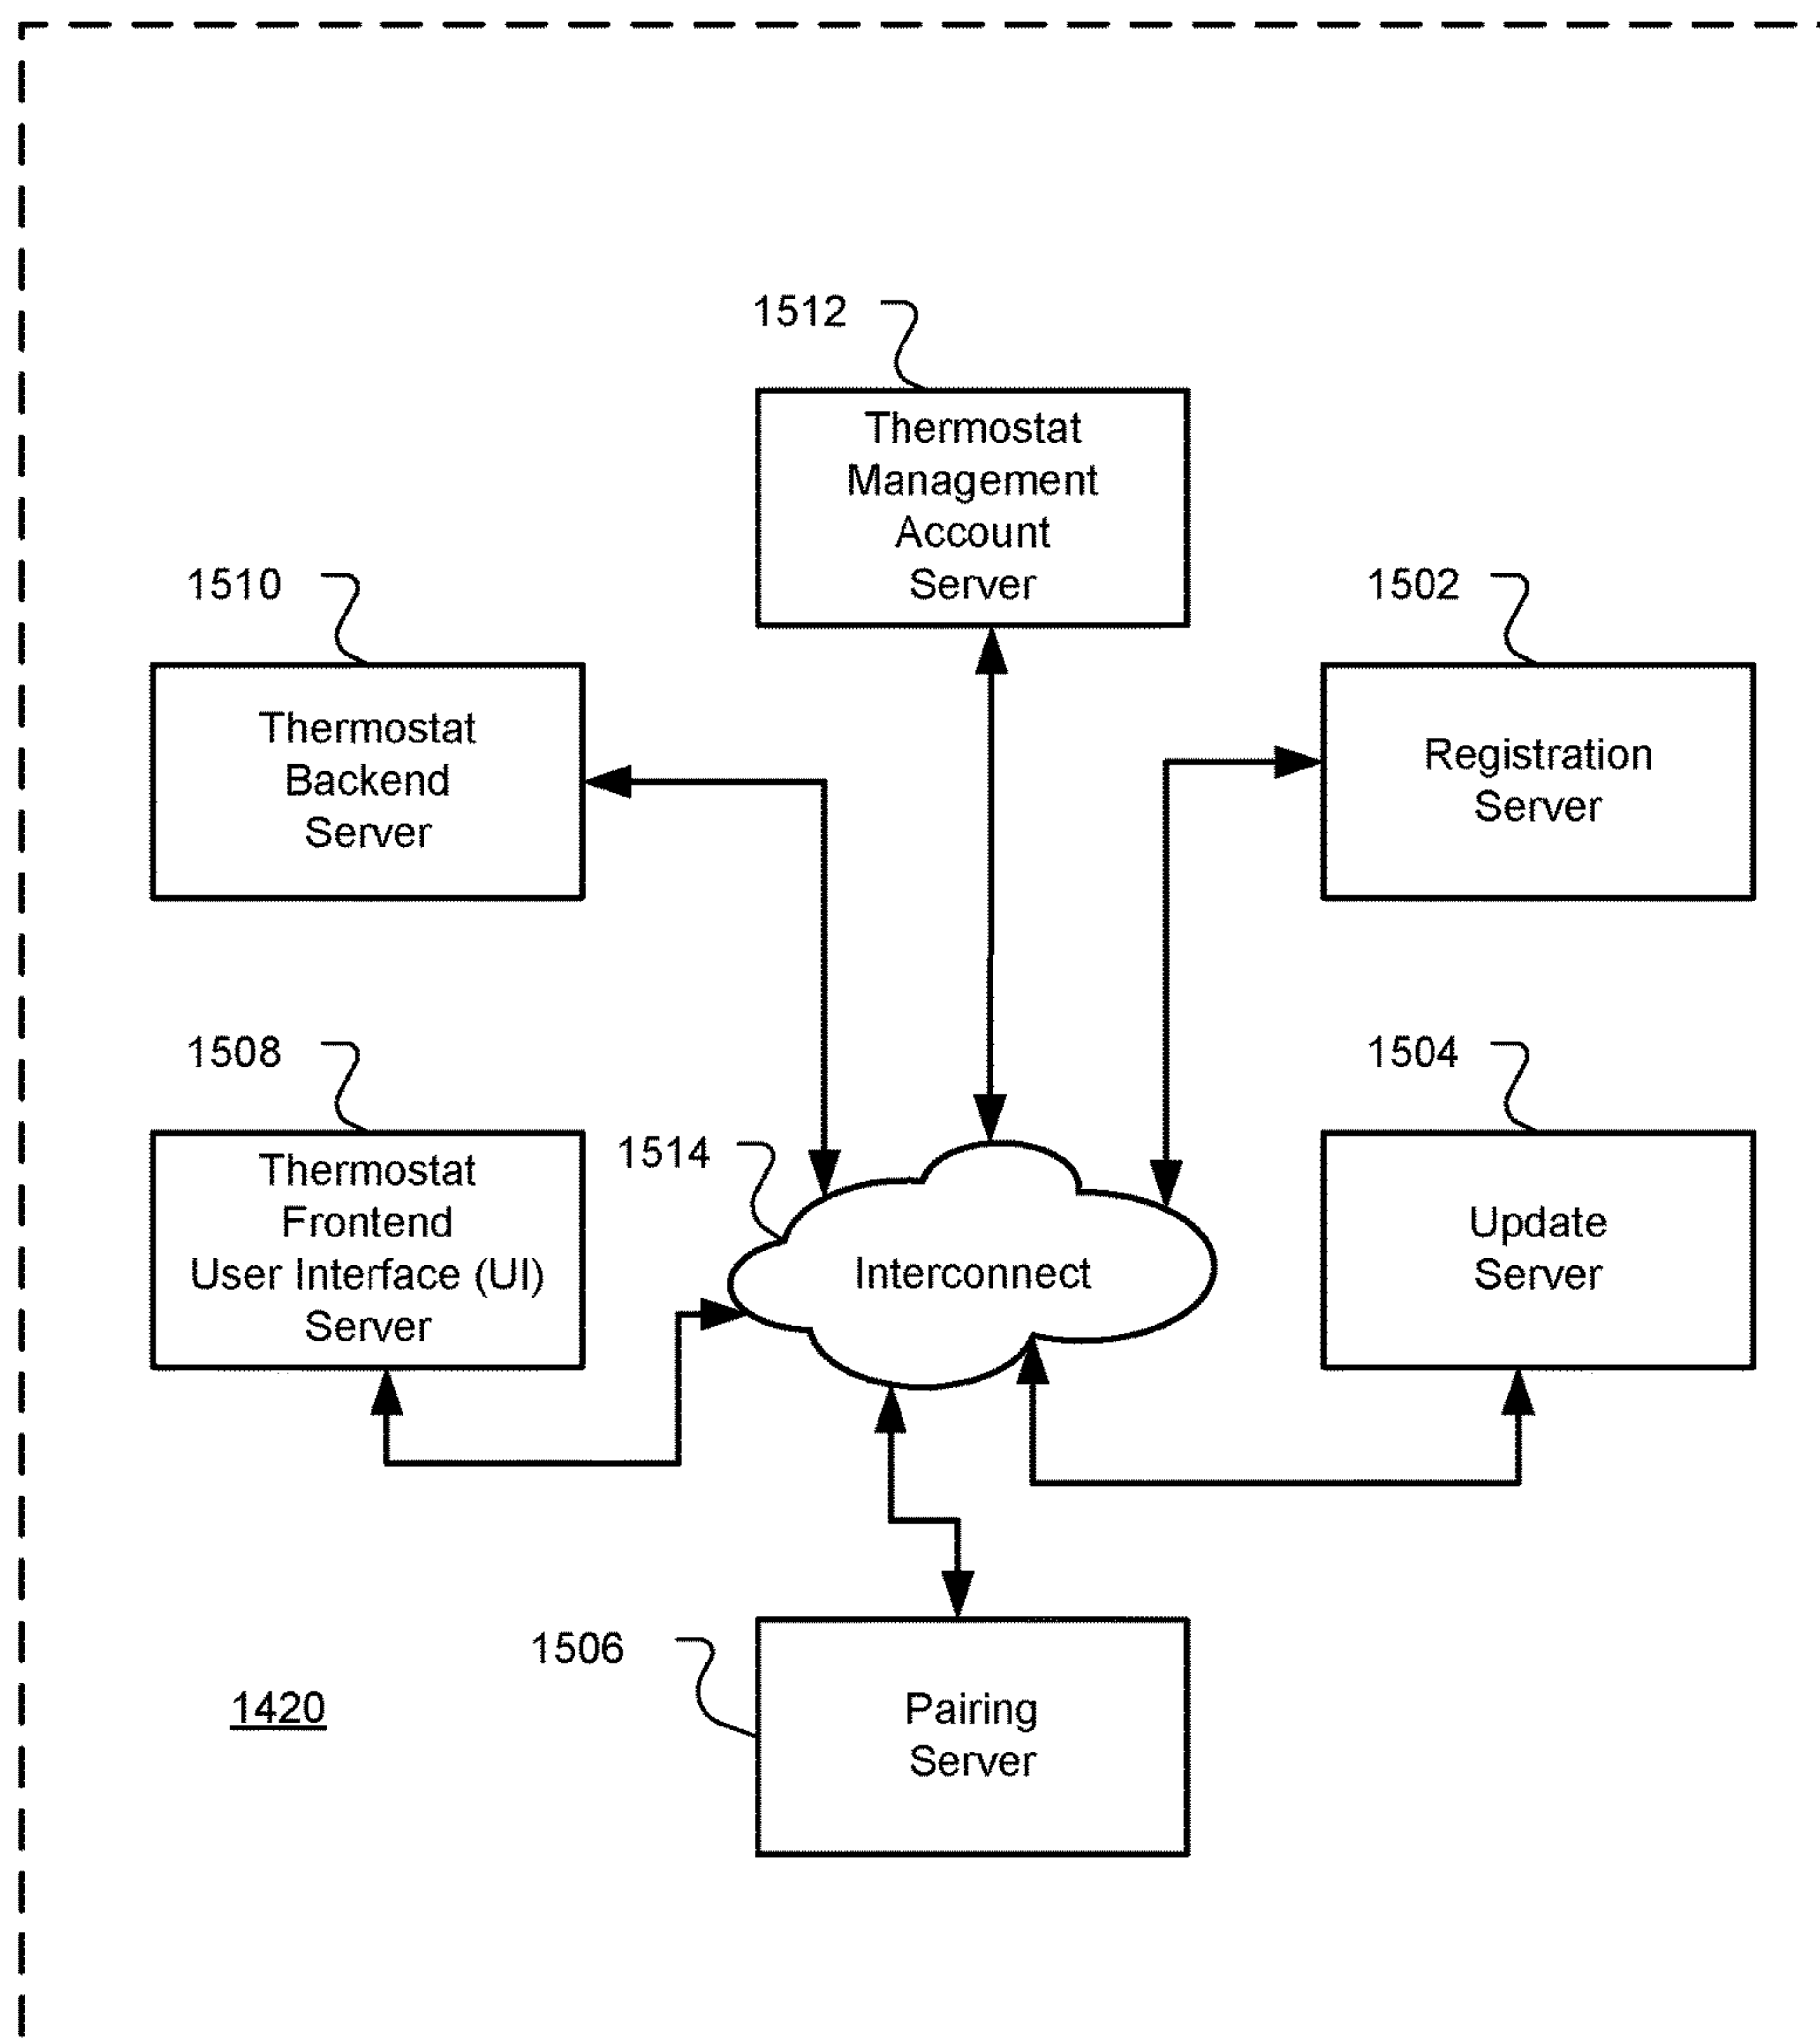 1512
Thermostat
Management
Account
Server
1510
Thermostat
Backend
Server
1502
Registration
Server
1508
Thermostat
Frontend
User Interface (UI)
Server
1514
Interconnect
1504
Update
Server
1506
Pairing
Server
1420